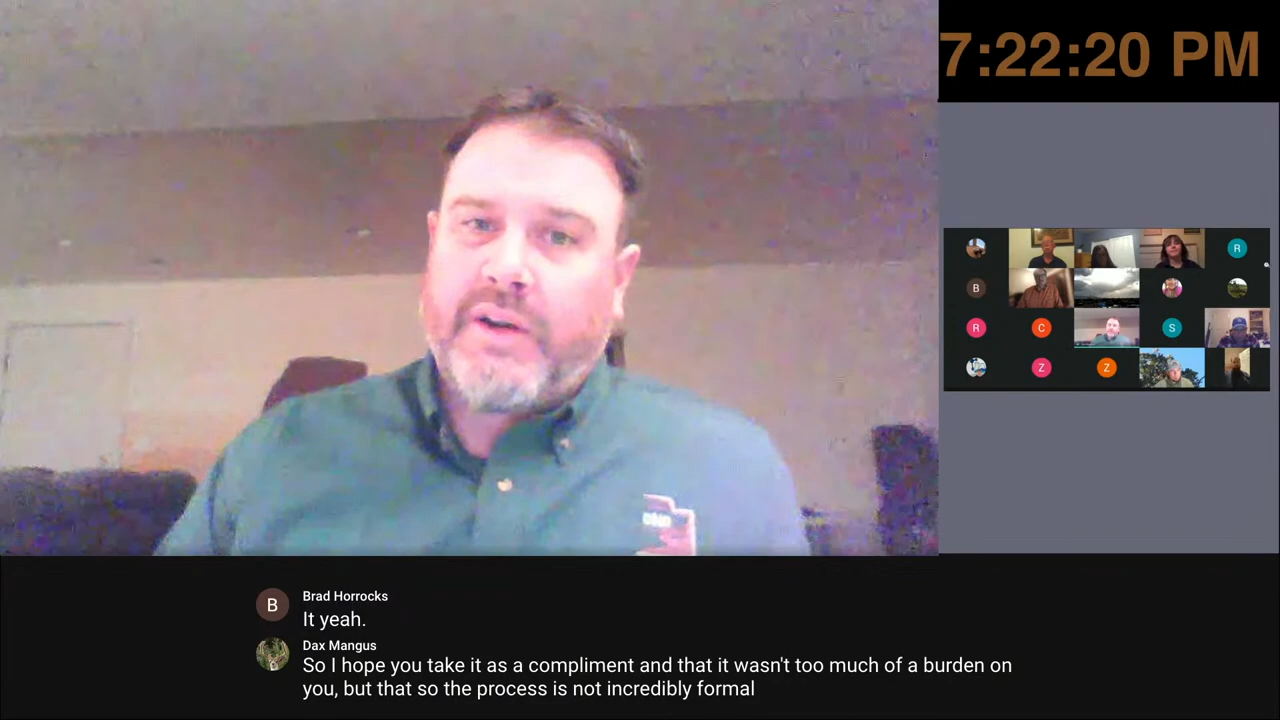 7:22:20 PM
R
B
R
C
S
Z
Z
B
Brad Horrocks
It yeah.
Dax Mangus
So I hope you take it as a compliment and that it wasn't too much of a burden on
you, but that so the process is not incredibly formal